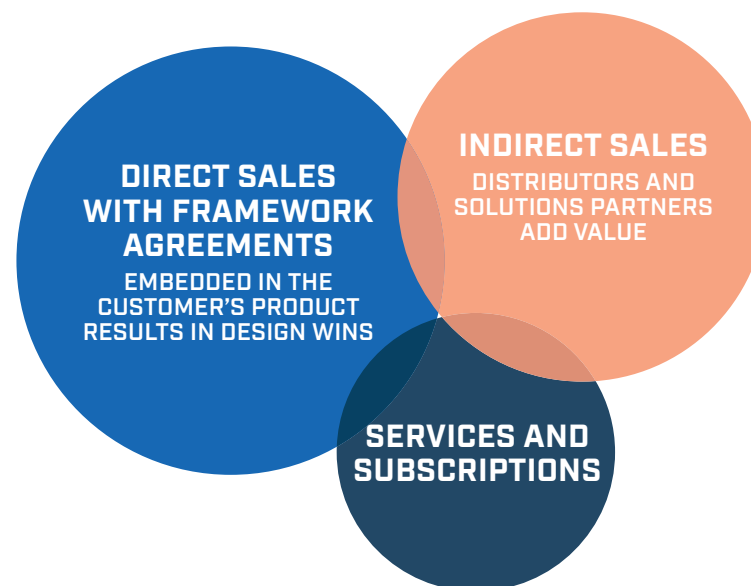 DIRECT SALES
WITH FRAMEWORK
AGREEMENTS
EMBEDDED IN THE
CUSTOMER'S PRODUCT
RESULTS IN DESIGN WINS
INDIRECT SALES
DISTRIBUTORS AND
SOLUTIONS PARTNERS
ADD VALUE
SERVICES AND
SUBSCRIPTIONS